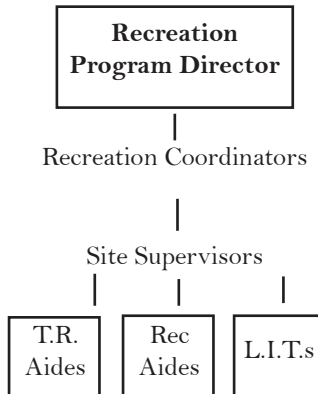 Recreation
Program Director
Recreation Coordinators
Site Supervisors
T.R.
Aides
Rec
Aides
L.I.T.s